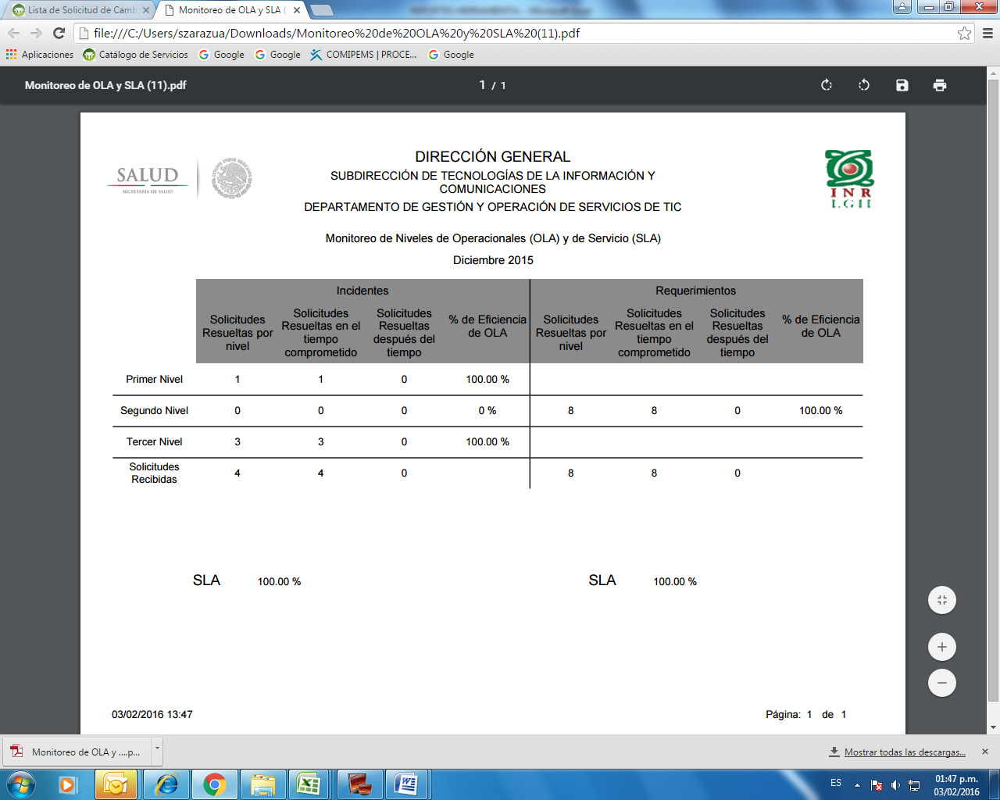 Lista de Solicitud de Camb
Monitoreo de OLA y SLA (
file:///C:/Users/szarazua/Downloads/Monitoreo%20de%20OLA%20y%20SLA%20(11).pdf
Aplicaciones
Catálogo de Servicios
Google
Google
COMIPEMS | PROCE...
Google
Monitoreo de OLA y SLA (11).pdf
1 / 1
SALUD
SECRETARÍA DE SALUD
DIRECCIÓN GENERAL
SUBDIRECCIÓN DE TECNOLOGÍAS DE LA INFORMACIÓN Y
COMUNICACIONES
DEPARTAMENTO DE GESTIÓN Y OPERACIÓN DE SERVICIOS DE TIC
INR
LGII
Monitoreo de Niveles de Operacionales (OLA) y de Servicio (SLA)
Diciembre 2015
Incidentes Requerimientos
Solicitudes Resueltas por nivel
Solicitudes Resueltas en el tiempo comprometido
Solicitudes Resueltas después del tiempo
% de Eficiencia de OLA
Solicitudes Resueltas por nivel
Solicitudes Resueltas en el tiempo comprometido
Solicitudes Resueltas después del tiempo
% de Eficiencia de OLA
Primer Nivel 1 1 0 100.00 %
Segundo Nivel 0 0 0 0 % 8 8 0 100.00 %
Tercer Nivel 3 3 0 100.00 %
Solicitudes Recibidas 4 4 0 8 8 0
SLA 100.00 % SLA 100.00 %
03/02/2016 13:47 Página: 1 de 1
Monitoreo de OLA y ....p...
Mostrar todas las descargas...
ES
01:47 p.m.
03/02/2016